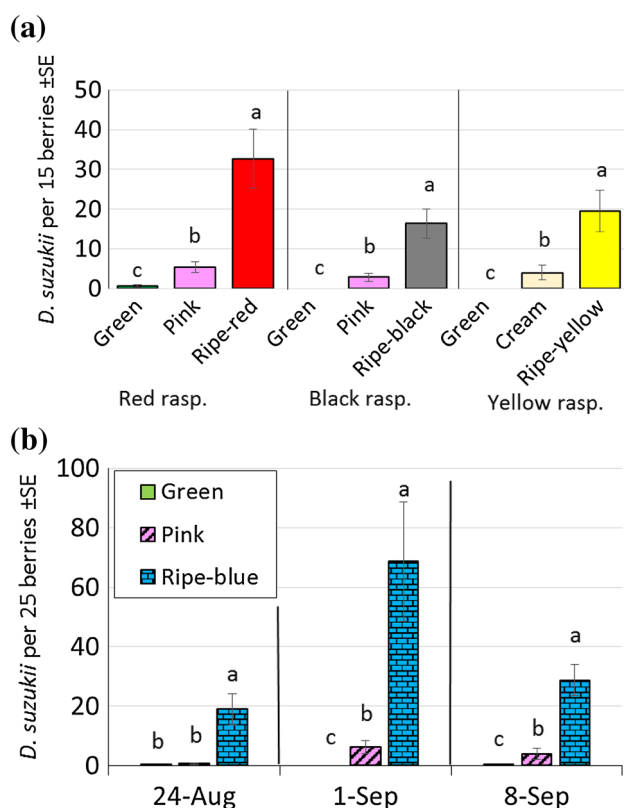 (a)
D. suzukii per 15 berries ±SE
50
40
30
20
10
0
c
b
a
c
b
a
c
b
a
Green
Pink
Ripe-red
Green
Pink
Ripe-black
Green
Cream
Ripe-yellow
Red rasp.
Black rasp.
Yellow rasp.
(b)
D. suzukii per 25 berries ±SE
100
80
60
40
20
0
Green
Pink
Ripe-blue
b
b
a
c
b
a
c
b
a
24-Aug
1-Sep
8-Sep